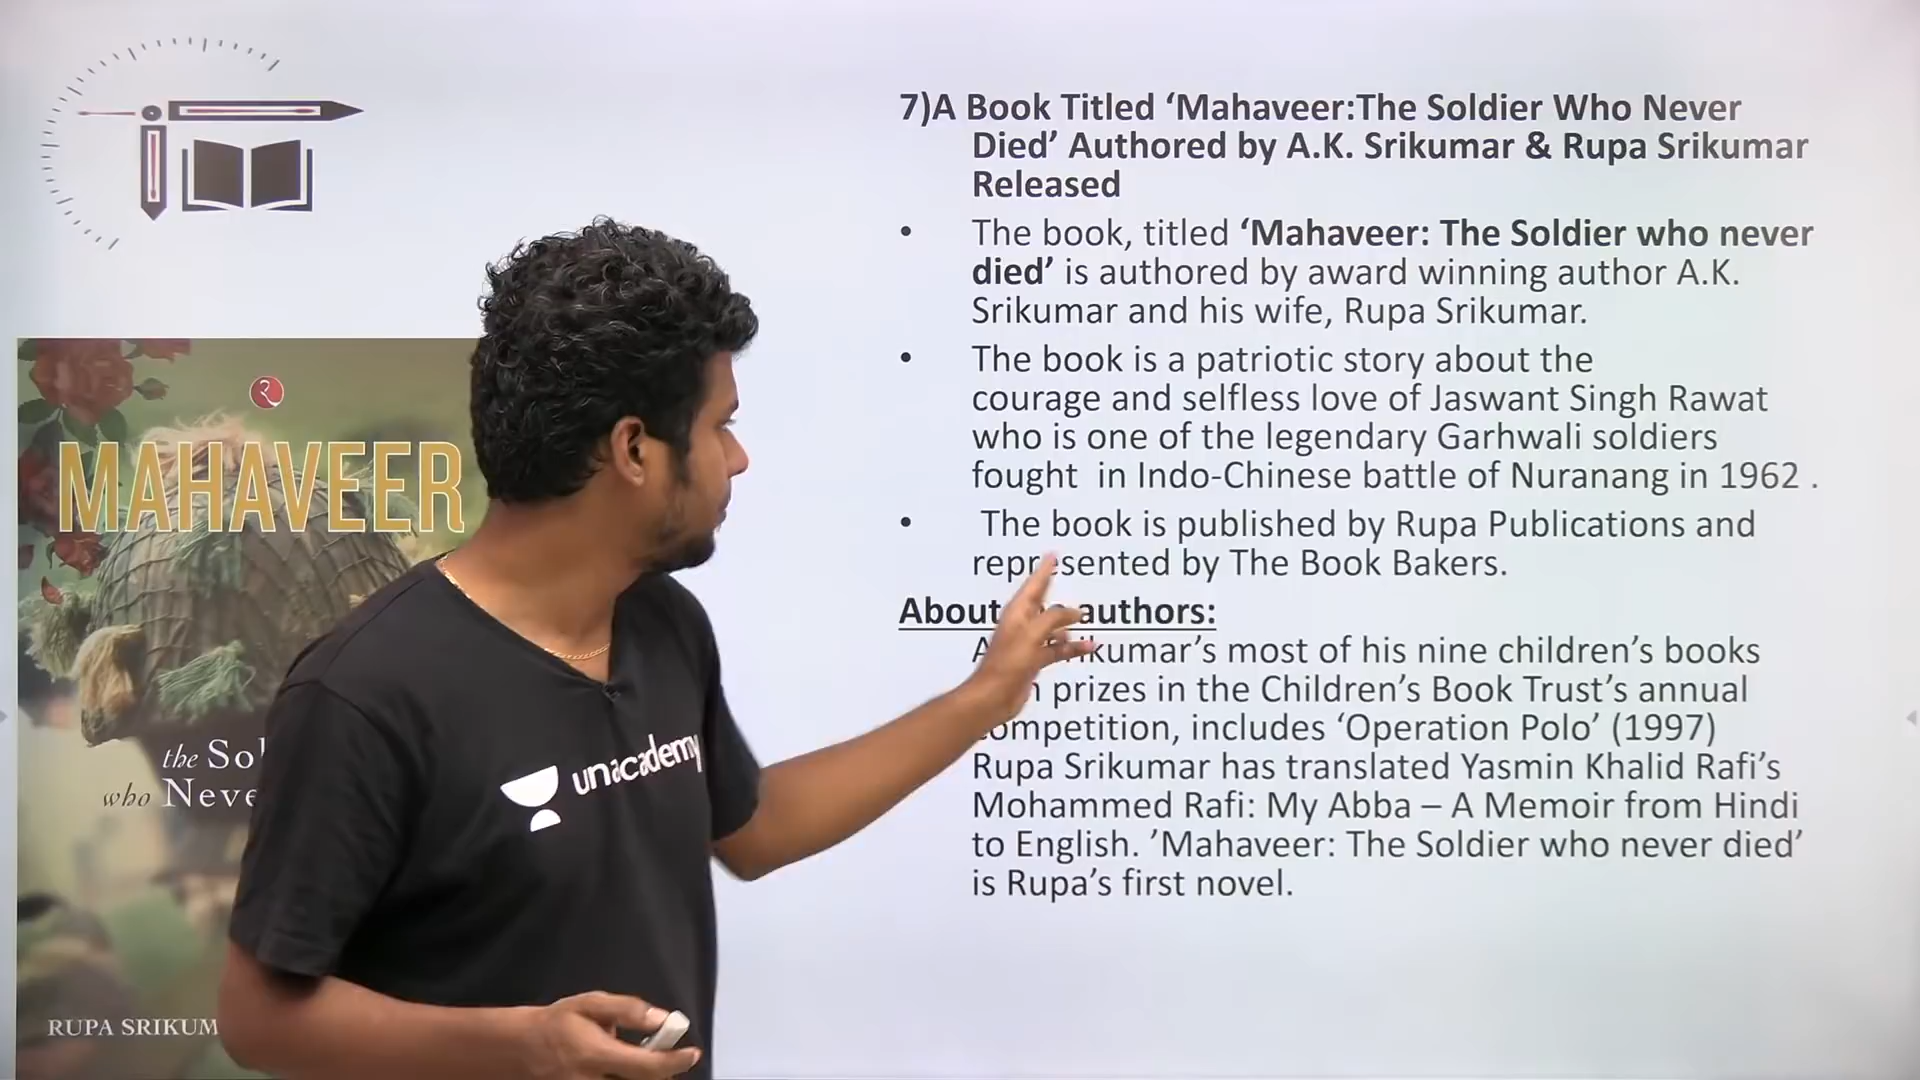 7)A Book Titled ‘Mahaveer:The Soldier Who Never
Died’ Authored by A.K. Srikumar & Rupa Srikumar
Released
• The book, titled ‘Mahaveer: The Soldier who never
died’ is authored by award winning author A.K.
Srikumar and his wife, Rupa Srikumar.
• The book is a patriotic story about the
courage and selfless love of Jaswant Singh Rawat
who is one of the legendary Garhwali soldiers
fought in Indo-Chinese battle of Nuranang in 1962 .
• The book is published by Rupa Publications and
represented by The Book Bakers.
About authors:
most of his nine children’s books
prizes in the Children’s Book Trust’s annual
competition, includes ‘Operation Polo’ (1997)
Rupa Srikumar has translated Yasmin Khalid Rafi’s
Mohammed Rafi: My Abba – A Memoir from Hindi
to English. ’Mahaveer: The Soldier who never died’
is Rupa’s first novel.
र
MAHAVEER
the
who
RUPA
unacademy